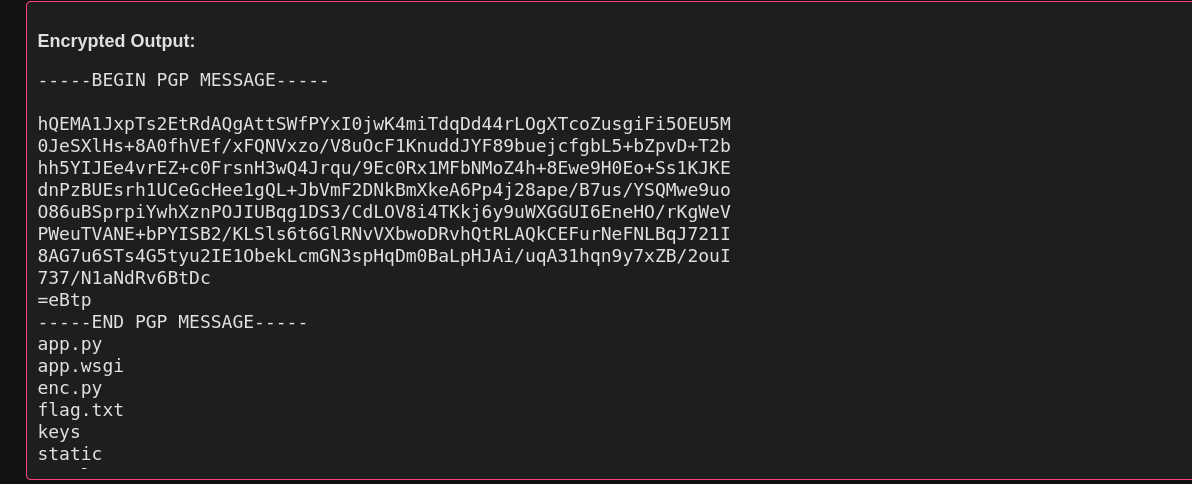 Encrypted Output:
-----BEGIN PGP MESSAGE-----
hQEMA1JxpTs2EtRdAQgAttSWfPYxI0jwK4miTdqDd44rLOgXTcoZusgiFi5OEU5M
0JeSXlHs+8A0fhVEf/xFQNVxzo/V8uOcF1KnuddJYF89buejcfgbL5+bZpvD+T2b
hh5YIJEe4vrEZ+c0FrsnH3wQ4Jrqu/9Ec0Rx1MFbNMoZ4h+8Ewe9H0Eo+Ss1KJKE
dnPzBUEsrh1UCeGcHee1gQL+JbVmF2DNkBmXkeA6Pp4j28ape/B7us/YSQMwe9uo
O86uBSprpiYwhXznPOJIUBqg1DS3/CdLOV8i4TKkj6y9uWXGGUI6EneHO/rKgWeV
PWeuTVANE+bPYISB2/KLSls6t6GlRNvVXbwoDRvhQtRLAQkCEFurNeFNLBqJ721I
8AG7u6STs4G5tyu2IE1ObekLcmGN3spHqDm0BaLpHJAi/uqA31hqn9y7xZB/2ouI
737/N1aNdRv6BtDc
=eBtp
-----END PGP MESSAGE-----
app.py
app.wsgi
enc.py
flag.txt
keys
static